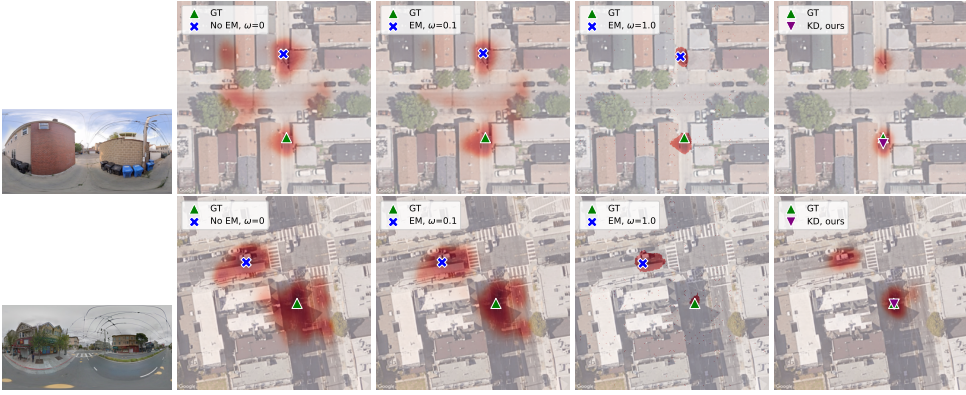 GT
No EM, ω=0
GT
EM, ω=0.1
GT
EM, ω=1.0
GT
KD, ours
GT
No EM, ω=0
GT
EM, ω=0.1
GT
EM, ω=1.0
GT
KD, ours